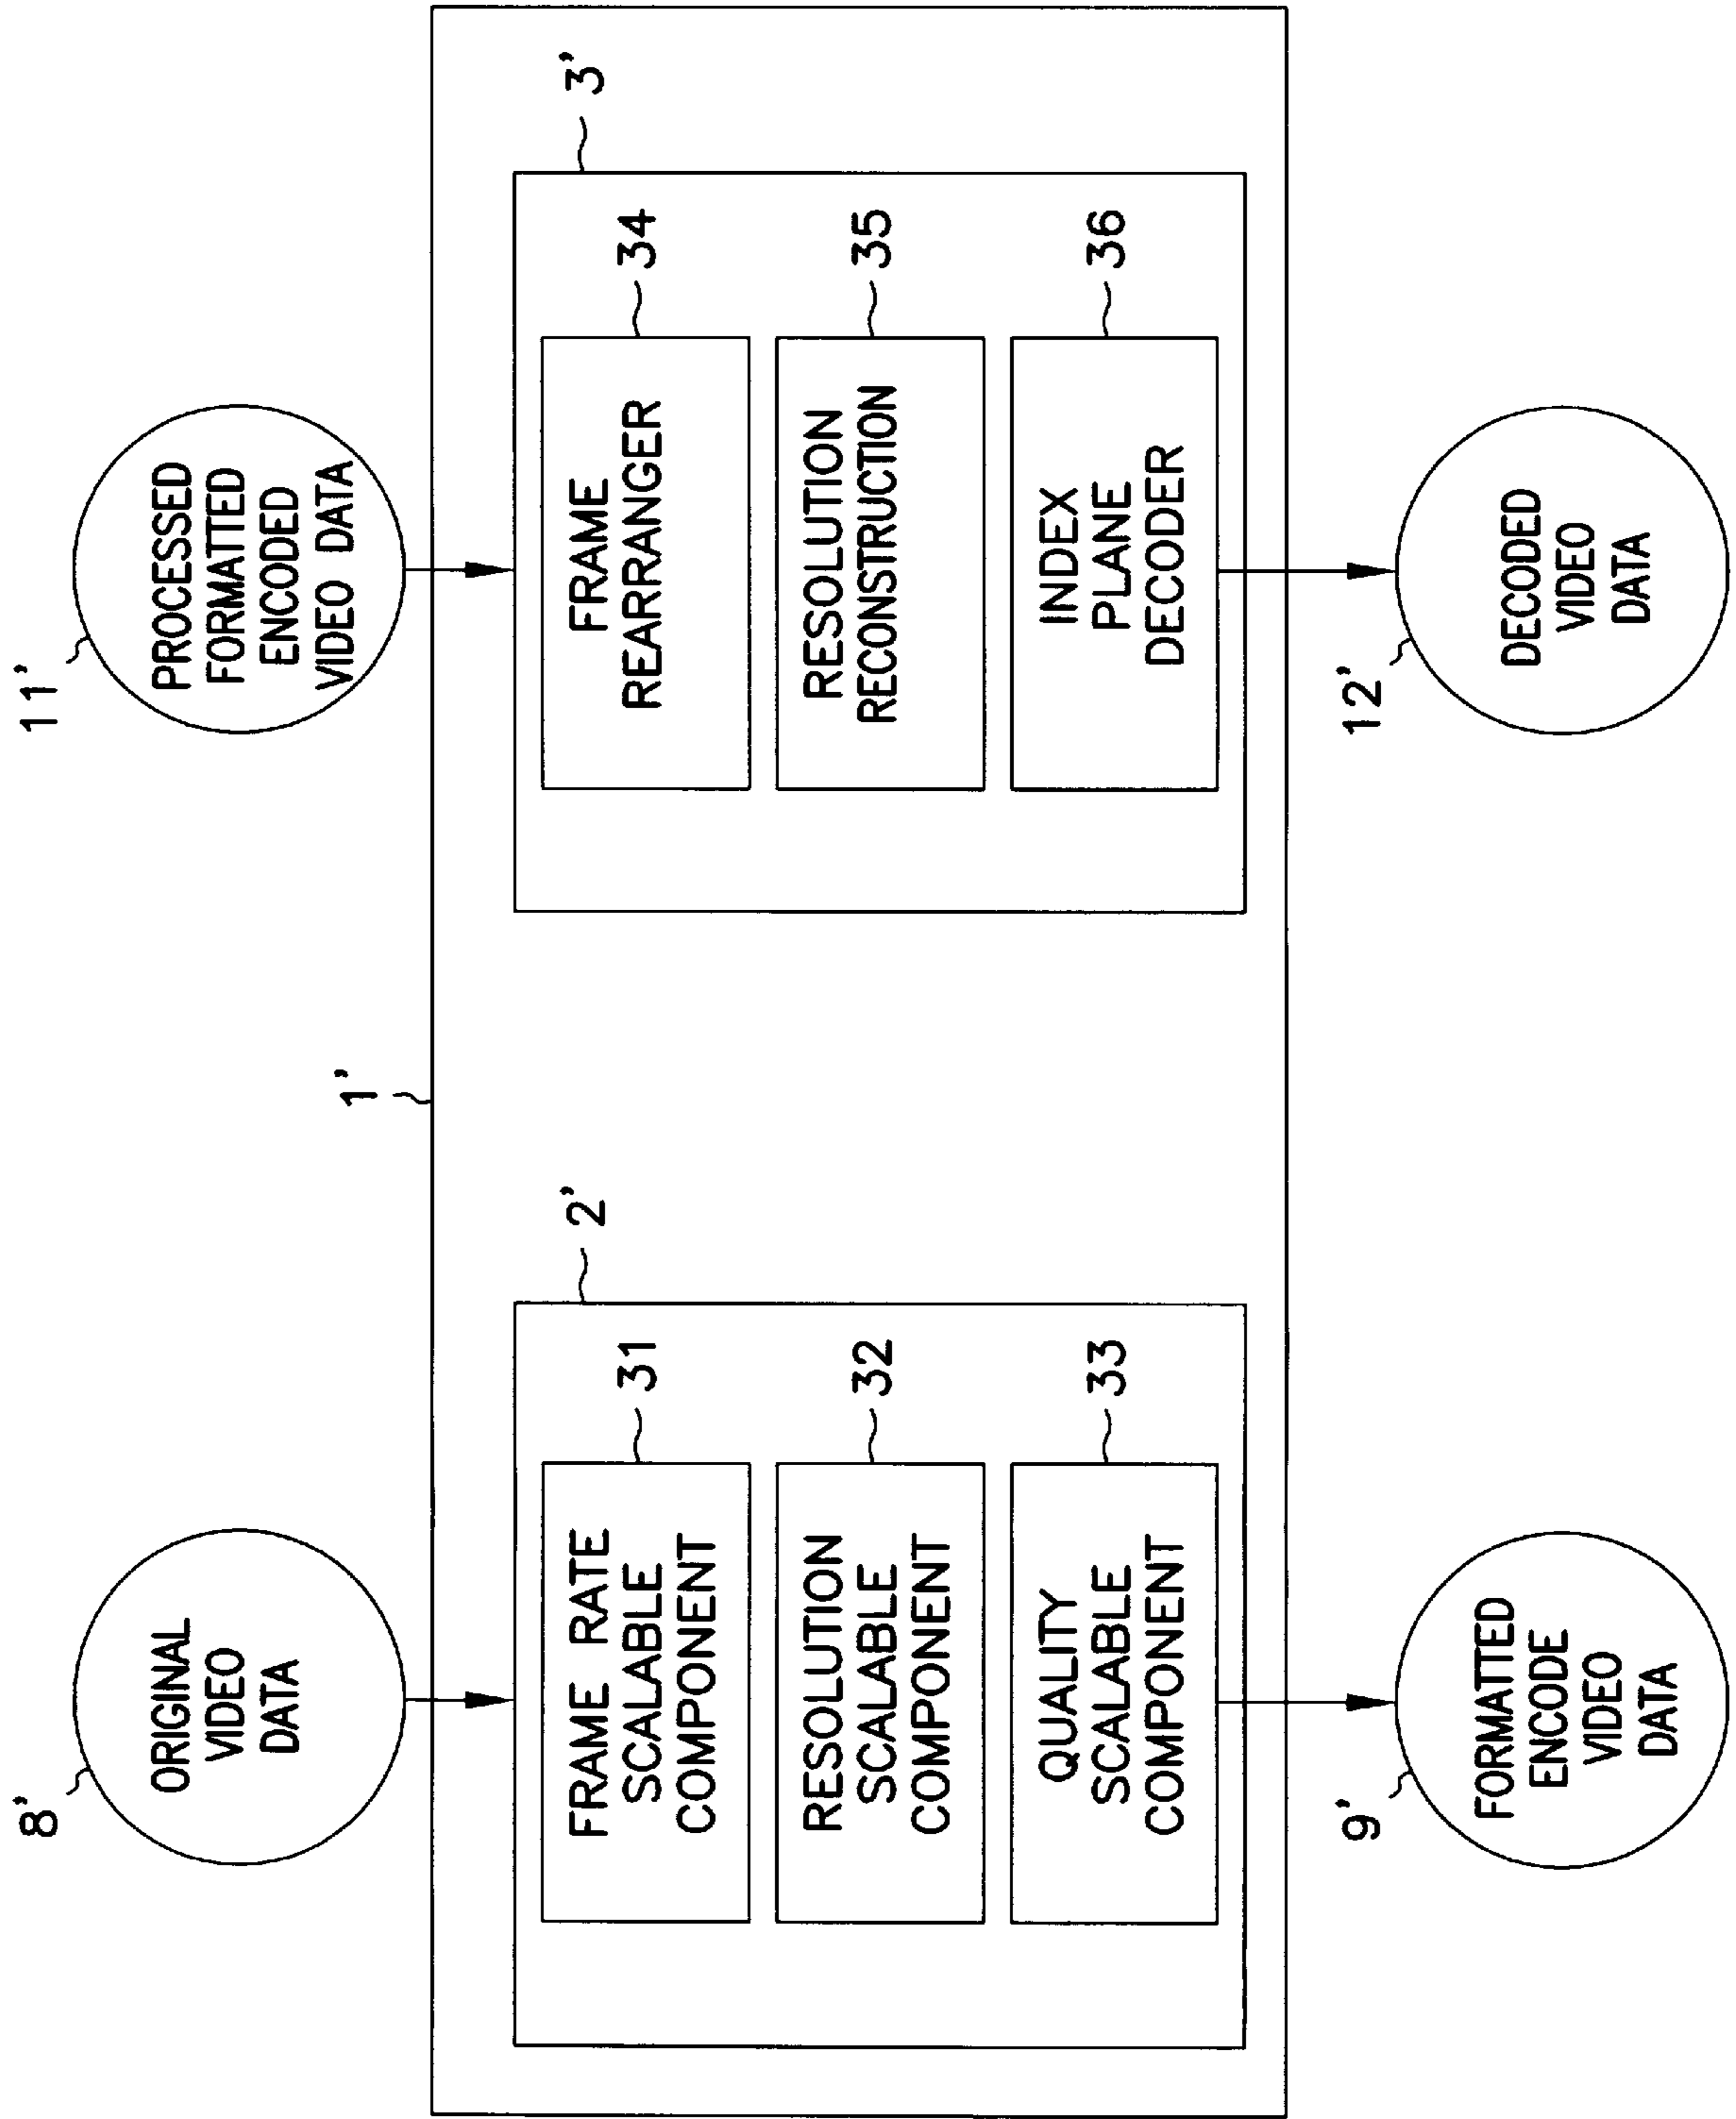 8'
ORIGINAL
VIDEO
DATA
1'
2'
FRAME RATE
SCALABLE
COMPONENT
31
RESOLUTION
SCALABLE
COMPONENT
32
QUALITY
SCALABLE
COMPONENT
33
9'
FORMATTED
ENCODE
VIDEO
DATA
11'
PROCESSED
FORMATTED
ENCODED
VIDEO DATA
3'
FRAME
REARRANGER
34
RESOLUTION
RECONSTRUCTION
35
INDEX
PLANE
DECODER
36
12'
DECODED
VIDEO
DATA